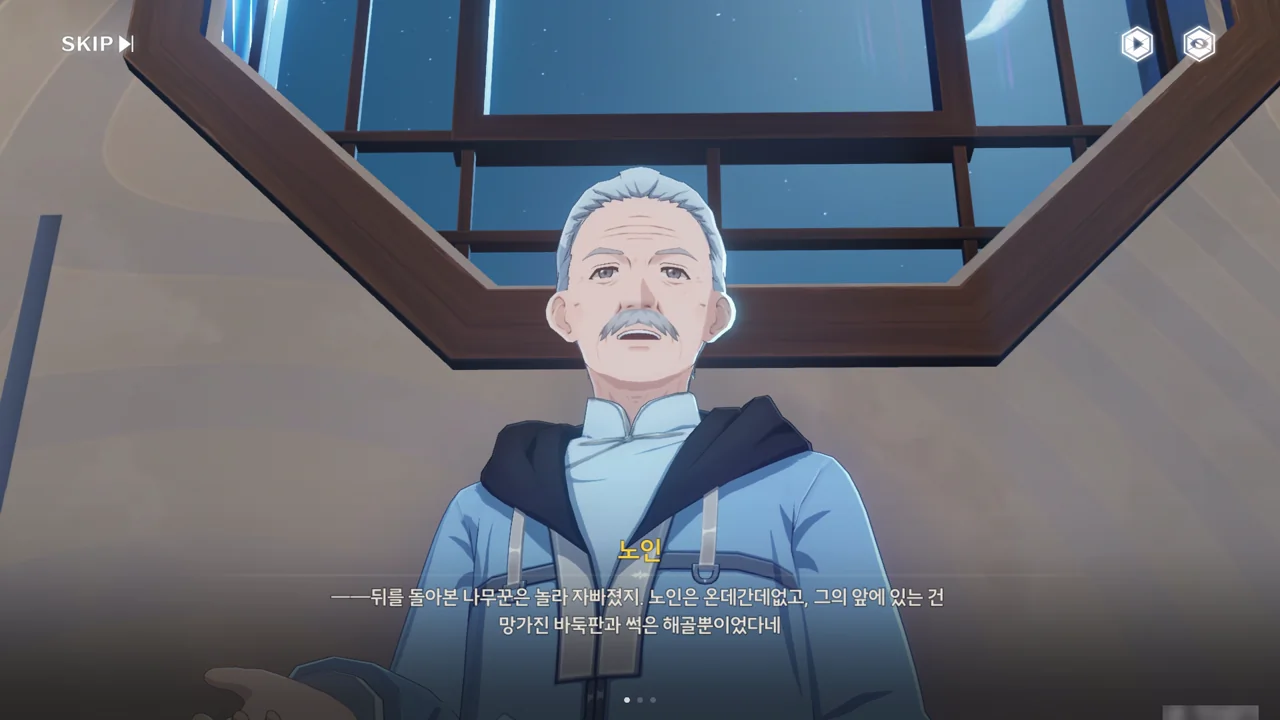 SKIP
노인
——뒤를 돌아본 나무꾼은 놀라 자빠졌지. 노인은 온데간데없고, 그의 앞에 있는 건
망가진 바둑판과 썩은 해골뿐이었다네